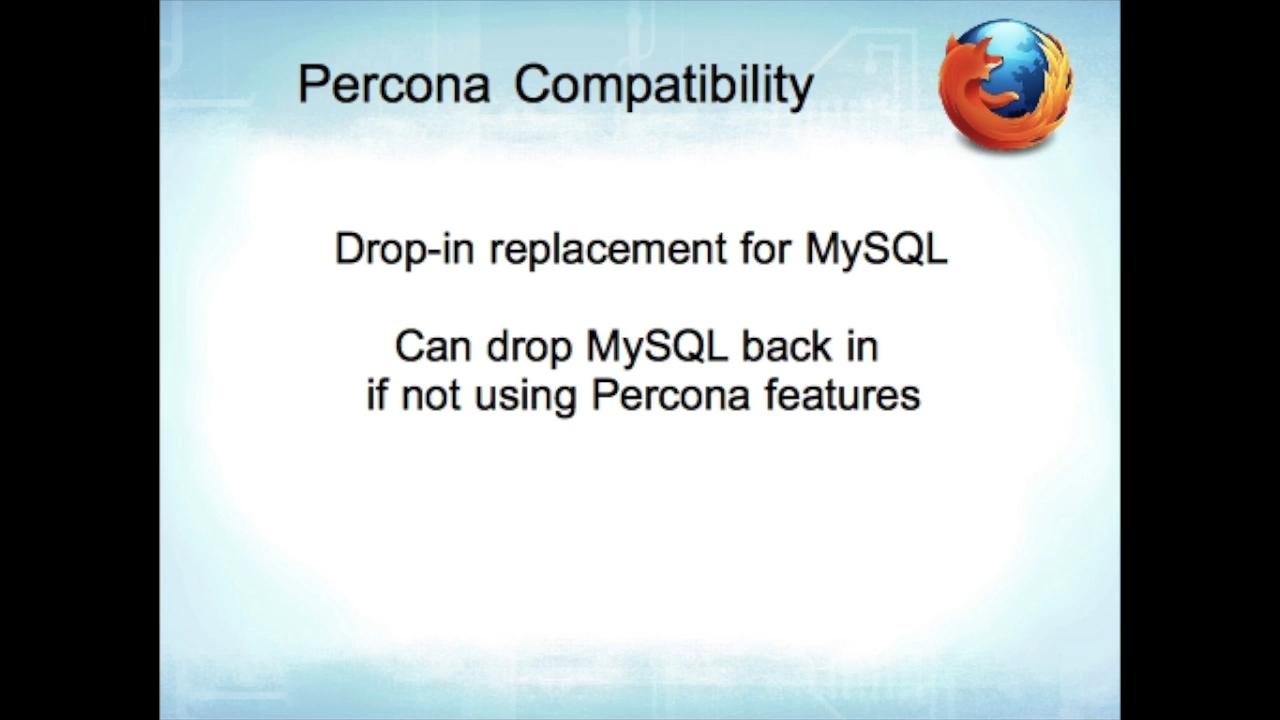 Percona Compatibility
Drop-in replacement for MySQL
Can drop MySQL back in
if not using Percona features